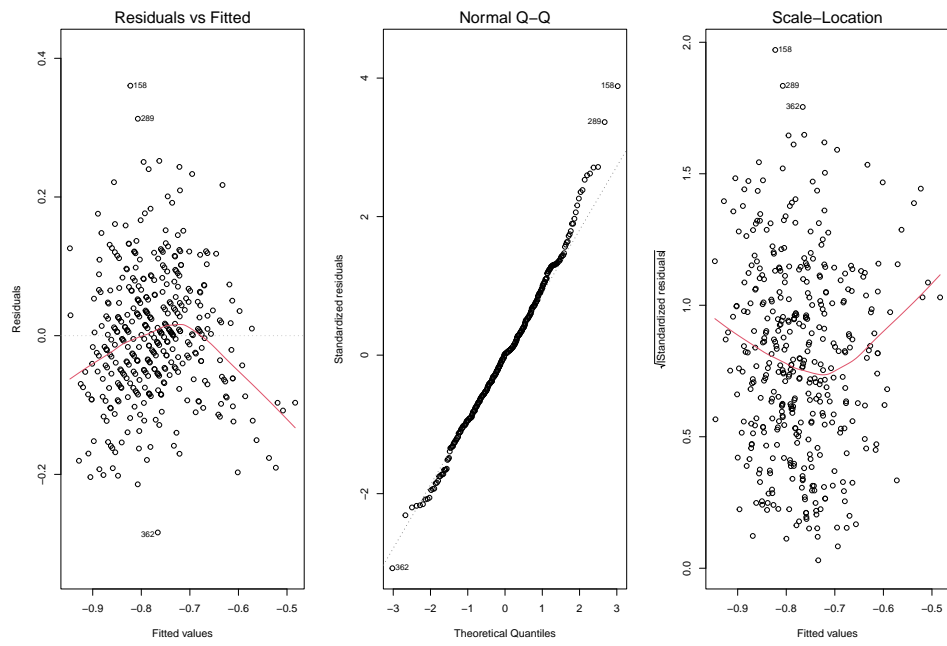 Residuals vs Fitted
0.4
0.2
0.0
−0.2
Residuals
158
289
362
−0.9 −0.8 −0.7 −0.6 −0.5
Fitted values
Normal Q−Q
4
2
0
−2
Standardized residuals
158
289
362
−3 −2 −1 0 1 2 3
Theoretical Quantiles
Scale−Location
2.0
1.5
1.0
0.5
0.0
√|Standardized residuals|
158
289
362
−0.9 −0.8 −0.7 −0.6 −0.5
Fitted values